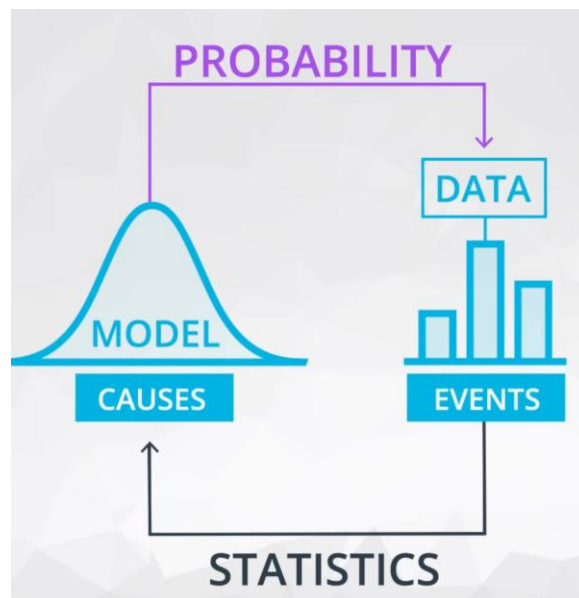 PROBABILITY
DATA
MODEL
CAUSES
EVENTS
STATISTICS